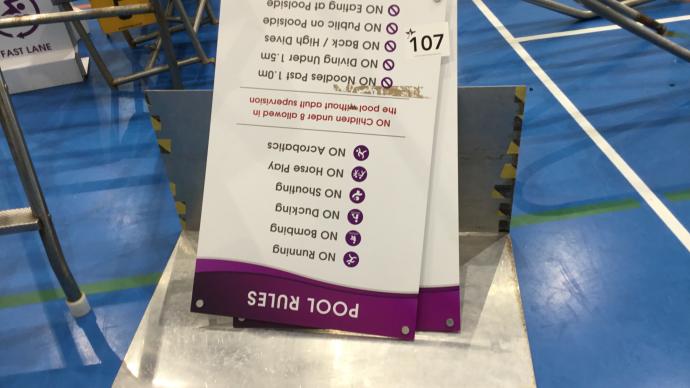 POOL RULES
NO Running
NO Bombing
NO Ducking
NO Shouting
NO Horse Play
NO Acrobatics
NO Children under 8 allowed in
the pool without adult supervision
NO Noodles Past 1.0m
NO Diving Under 1.5m
NO Back / High Dives
NO Public on Poolside
NO Eating at Poolside
107
FAST LANE